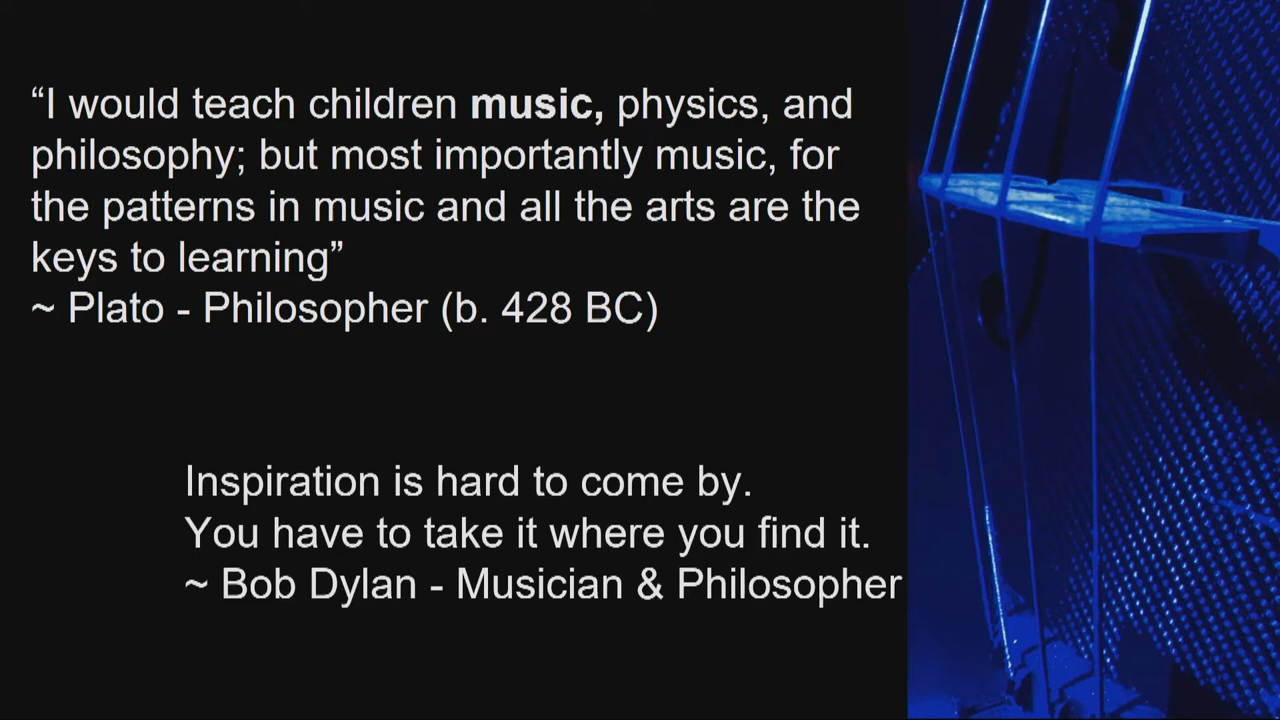 “I would teach children music, physics, and
philosophy; but most importantly music, for
the patterns in music and all the arts are the
keys to learning”
~ Plato - Philosopher (b. 428 BC)
Inspiration is hard to come by.
You have to take it where you find it.
~ Bob Dylan - Musician & Philosopher